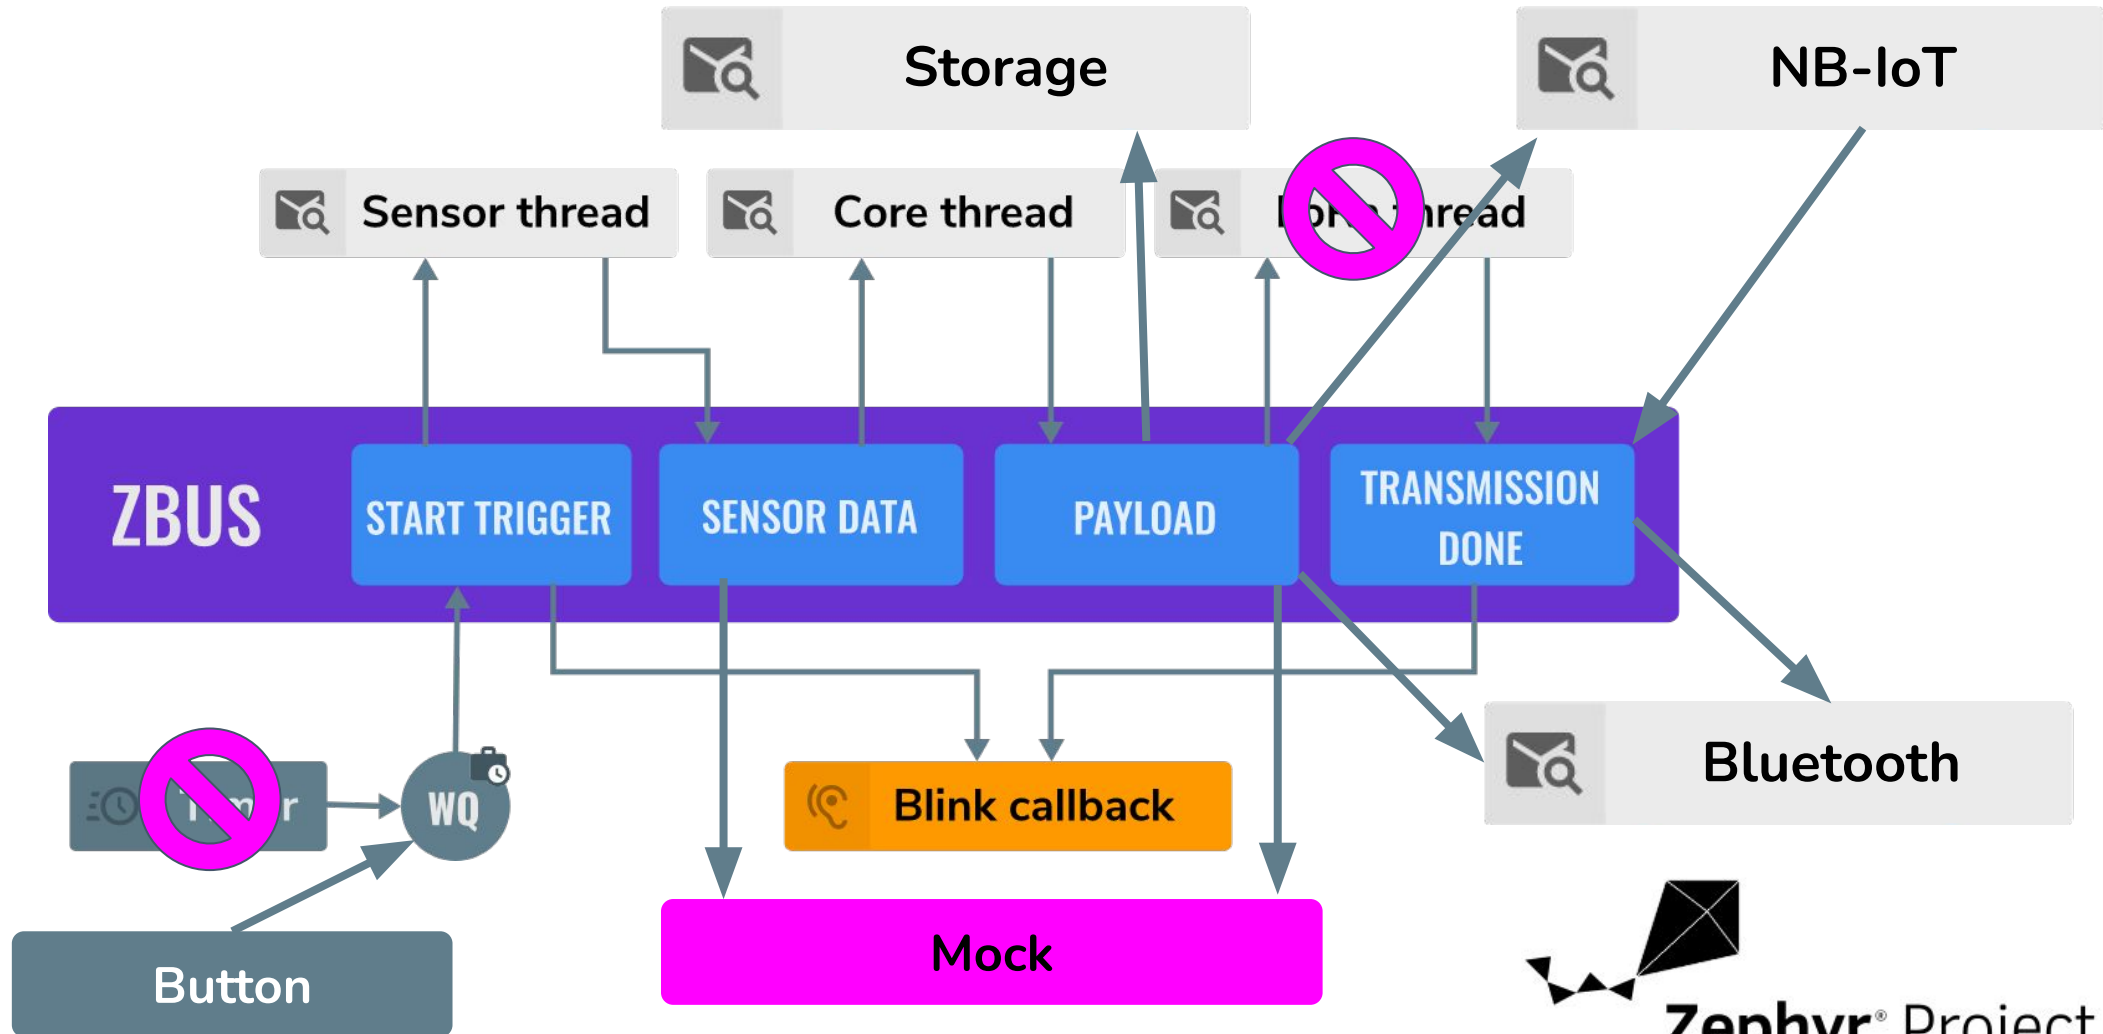 Storage
NB-IoT
Sensor thread
Core thread
thread
ZBUS
START TRIGGER
SENSOR DATA
PAYLOAD
TRANSMISSION
DONE
WQ
Blink callback
Bluetooth
Mock
Button
Zephyr® Project